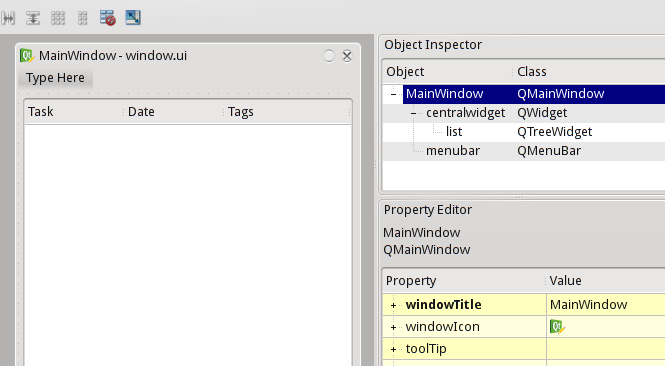 MainWindow - window.ui
Type Here
Task Date Tags
Object Inspector
Object Class
MainWindow QMainWindow
centralwidget QWidget
list QTreeWidget
menubar QMenuBar
Property Editor
MainWindow
QMainWindow
Property Value
windowTitle MainWindow
windowIcon
toolTip